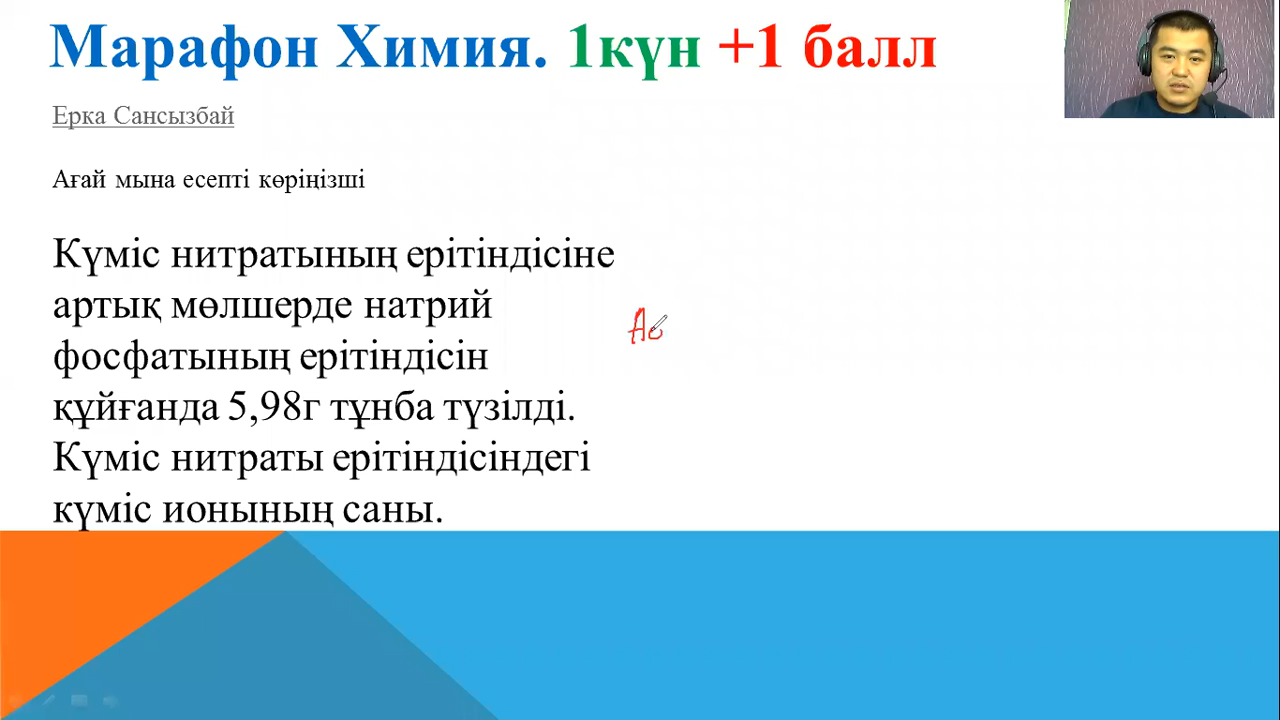 Марафон Химия. 1күн +1 балл
Ерка Сансызбай
Ағай мына есепті көріңізші
Күміс нитратының ерітіндісіне
артық мөлшерде натрий
фосфатының ерітіндісін
құйғанда 5,98г тұнба түзілді.
Күміс нитраты ерітіндісіндегі
күміс ионының саны.